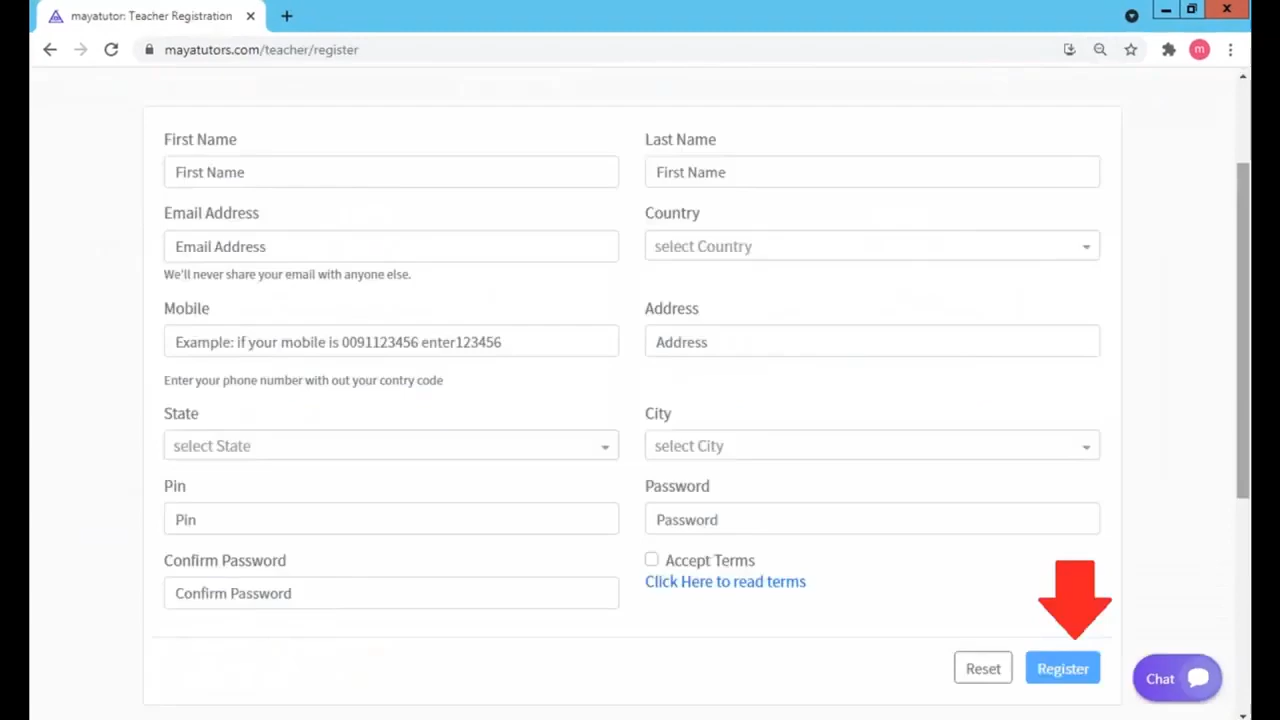 mayatutor: Teacher Registration
mayatutors.com/teacher/register
m
First Name
Last Name
First Name
First Name
Email Address
Country
Email Address
select Country
We'll never share your email with anyone else.
Mobile
Address
Example: if your mobile is 0091123456 enter123456
Address
Enter your phone number with out your contry code
State
City
select State
select City
Pin
Password
Pin
Password
Confirm Password
Accept Terms
Click Here to read terms
Confirm Password
Reset
Register
Chat